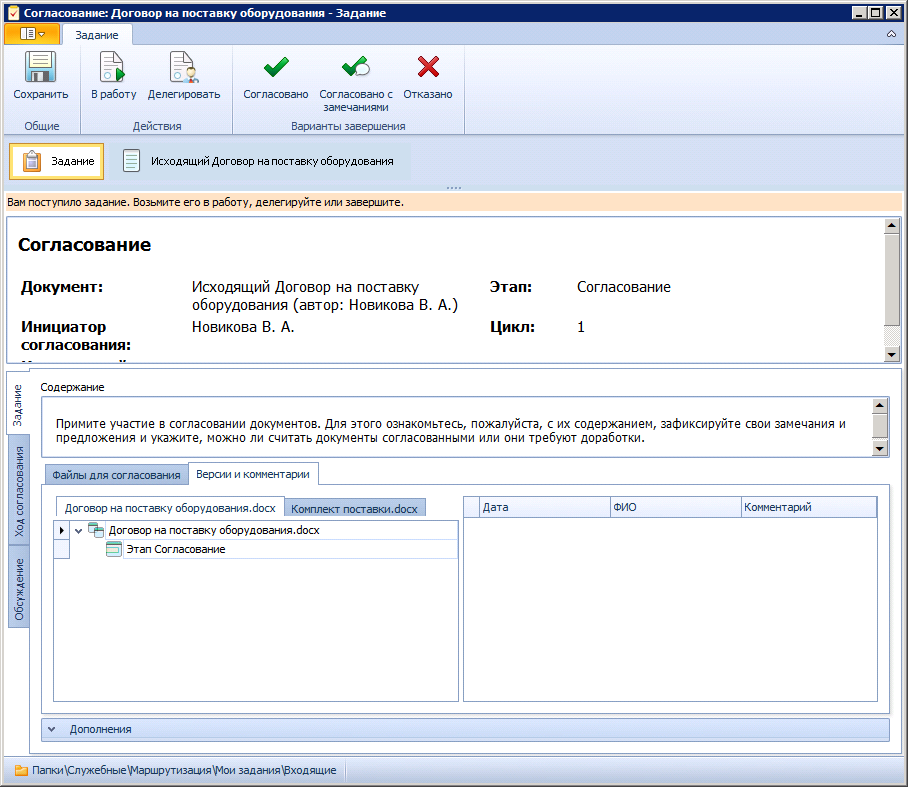 Согласование: Договор на поставку оборудования - Задание
Задание
Сохранить
В работу
Делегировать
Согласовано
Согласовано с
замечаниями
Отказано
Общие
Действия
Варианты завершения
Задание
Исходящий Договор на поставку оборудования
Вам поступило задание. Возьмите его в работу, делегируйте или завершите.
Согласование
Документ:
Исходящий Договор на поставку
оборудования (автор: Новикова В. А.)
Этап:
Согласование
Инициатор
согласования:
Новикова В. А.
Цикл:
1
Задание
Ход согласования
Обсуждение
Содержание
Примите участие в согласовании документов. Для этого ознакомьтесь, пожалуйста, с их содержанием, зафиксируйте свои замечания и
предложения и укажите, можно ли считать документы согласованными или они требуют доработки.
Файлы для согласования
Версии и комментарии
Договор на поставку оборудования.docx
Комплект поставки.docx
Договор на поставку оборудования.docx
Этап Согласование
Дата
ФИО
Комментарий
Дополнения
Папки\Служебные\Маршрутизация\Мои задания\Входящие